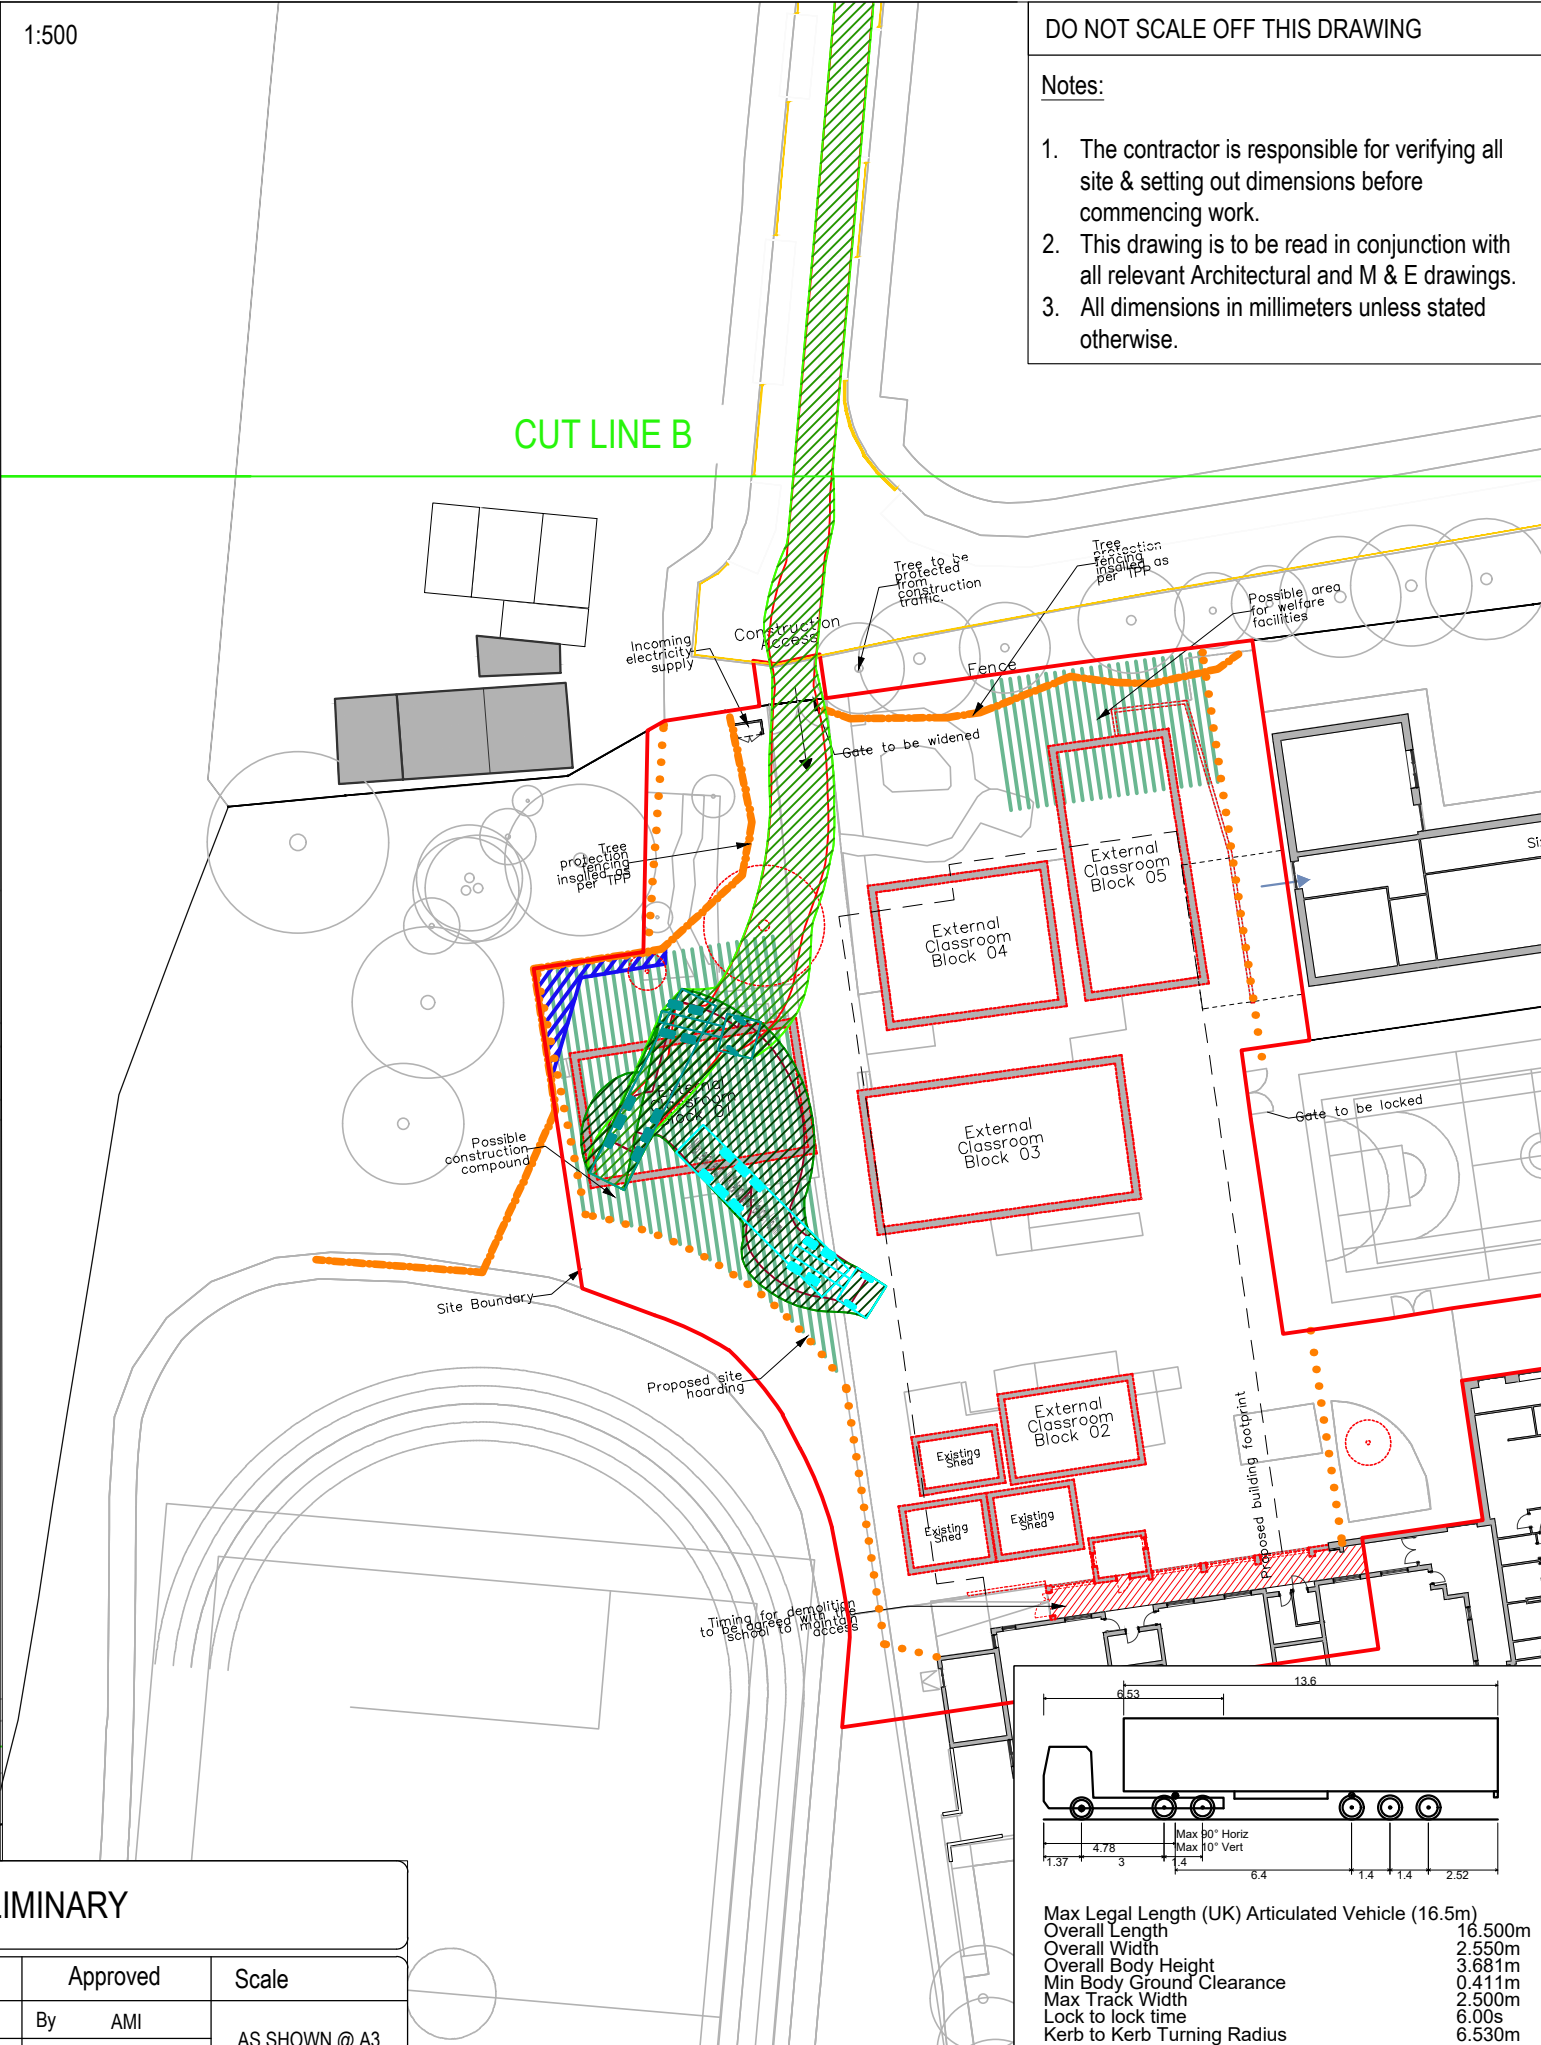 1:500
DO NOT SCALE OFF THIS DRAWING
Notes:
1. The contractor is responsible for verifying all
site & setting out dimensions before
commencing work.
2. This drawing is to be read in conjunction with
all relevant Architectural and M & E drawings.
3. All dimensions in millimeters unless stated
otherwise.
CUT LINE B
Tree to be
protected
from
construction
traffic.
Tree
protection
fencing
insalled as
per TPP
Possible area
for welfare
facilities
Construction
Access
Incoming
electricity
supply
Fence
Gate to be widened
Tree
protection
fencing
insalled as
per TPP
External
Classroom
Block 05
External
Classroom
Block 04
External
Classroom
Block 01
External
Classroom
Block 03
Gate to be locked
Possible
construction
compound
Site Boundary
Proposed site
hoarding
External
Classroom
Block 02
Existing
Shed
Existing
Shed
Existing
Shed
Proposed building footprint
Timing for demolition
to be agreed with the
school to maintain
access
13.6
6.53
Max 90° Horiz
Max 10° Vert
4.78
1.37
3
1.4
6.4
1.4
1.4
2.52
Max Legal Length (UK) Articulated Vehicle (16.5m)
Overall Length 16.500m
Overall Width 2.550m
Overall Body Height 3.681m
Min Body Ground Clearance 0.411m
Max Track Width 2.500m
Lock to lock time 6.00s
Kerb to Kerb Turning Radius 6.530m
LIMINARY
Approved
Scale
By AMI
AS SHOWN @ A3